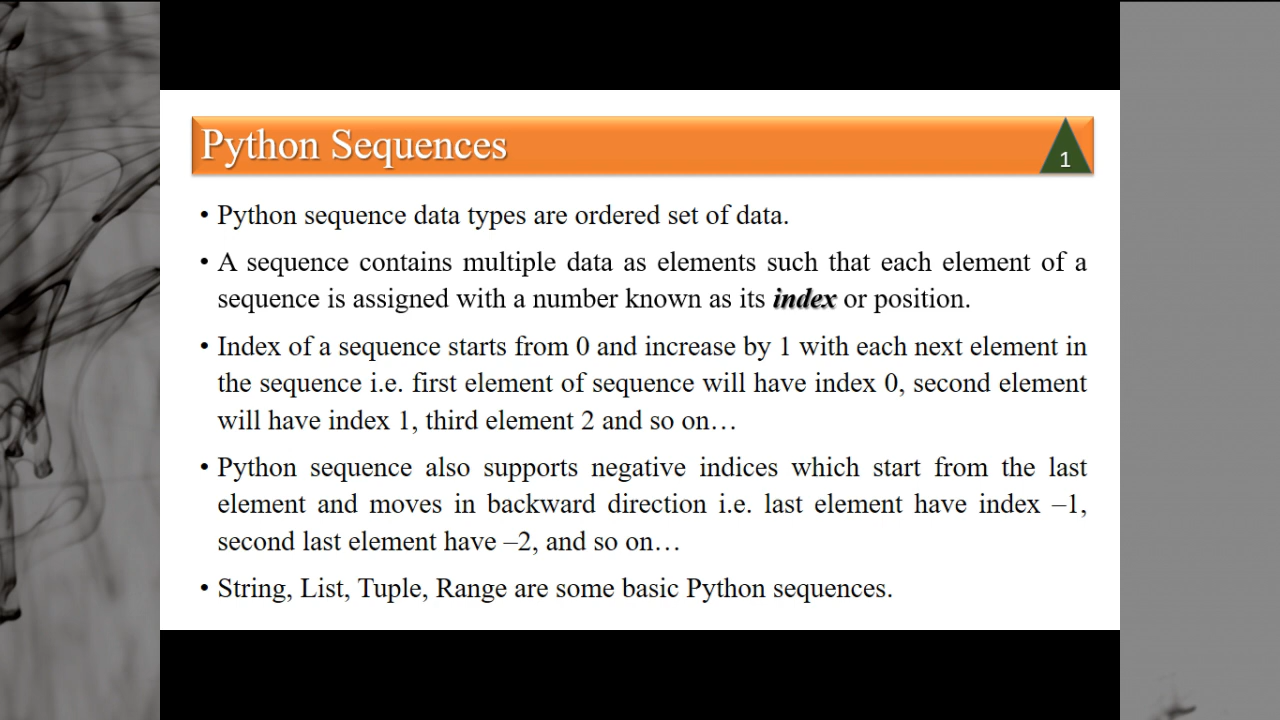 Python Sequences
1
• Python sequence data types are ordered set of data.
• A sequence contains multiple data as elements such that each element of a
sequence is assigned with a number known as its index or position.
• Index of a sequence starts from 0 and increase by 1 with each next element in
the sequence i.e. first element of sequence will have index 0, second element
will have index 1, third element 2 and so on…
• Python sequence also supports negative indices which start from the last
element and moves in backward direction i.e. last element have index –1,
second last element have –2, and so on…
• String, List, Tuple, Range are some basic Python sequences.